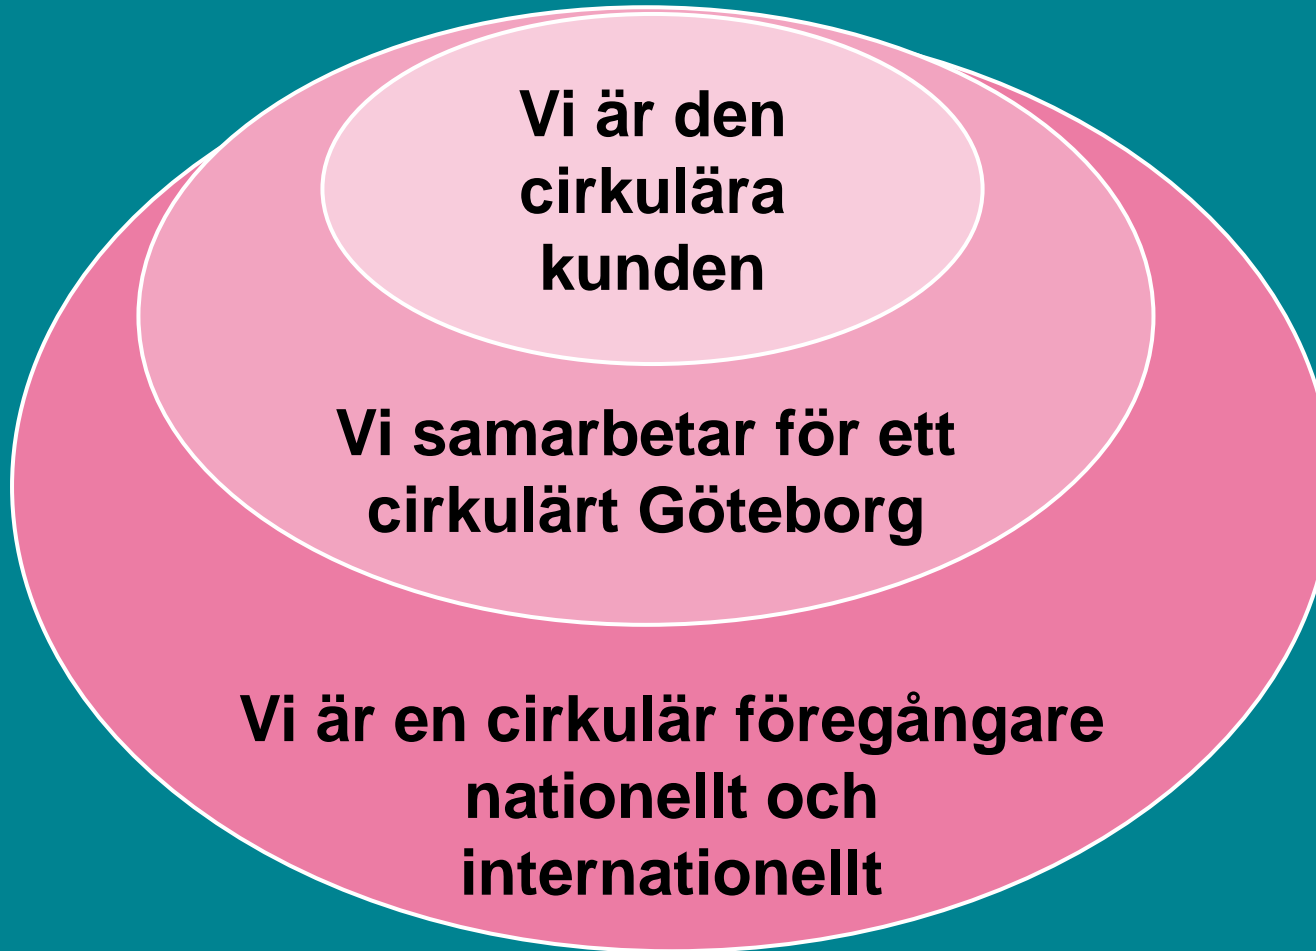 Vi är den
cirkulära
kunden
Vi samarbetar för ett
cirkulärt Göteborg
Vi är en cirkulär föregångare
nationellt och
internationellt